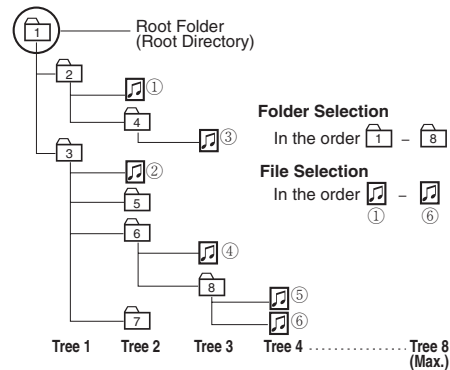 1
Root Folder
(Root Directory)
2
①
4
③
3
②
5
6
④
8
⑤
⑥
7
Folder Selection
In the order 1 – 8
File Selection
In the order –
① ⑥
Tree 1 Tree 2 Tree 3 Tree 4 ................ Tree 8
(Max.)